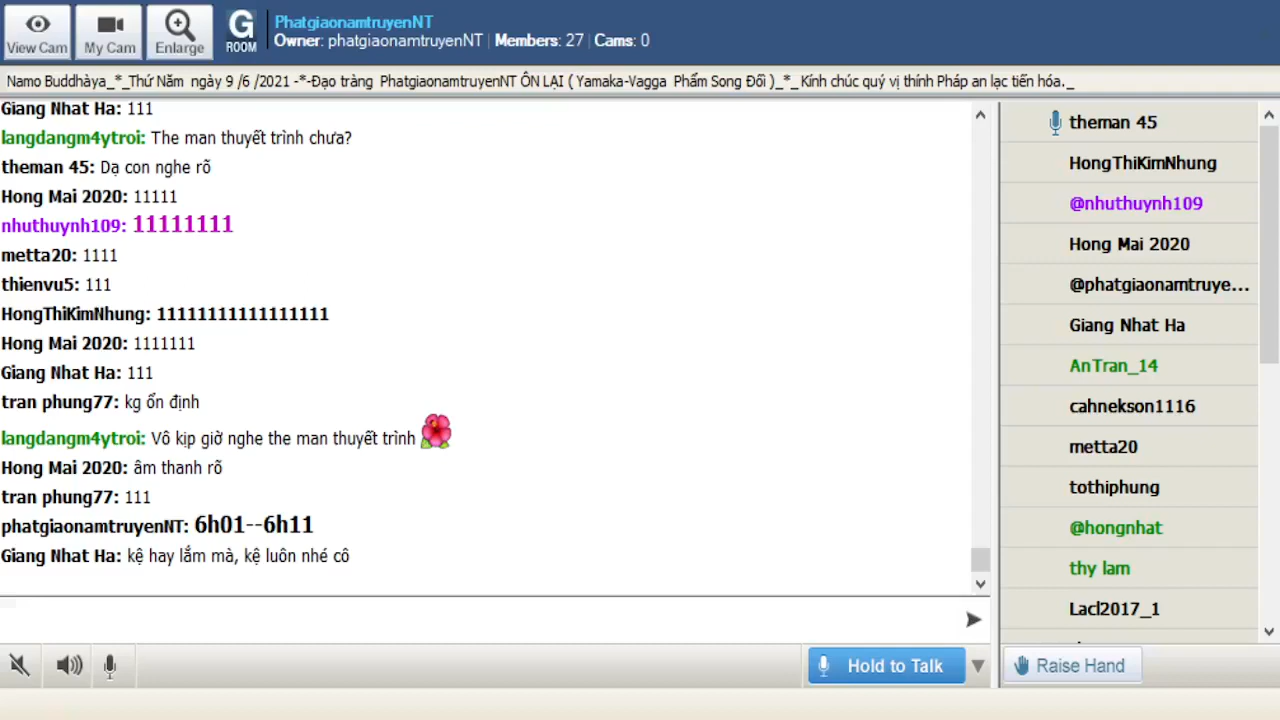 View Cam
My Cam
Enlarge
G
ROOM
PhatgiaonamtruyenNT
Owner: phatgiaonamtruyenNT | Members: 27 | Cams: 0
Namo Buddhàya_*_Thứ Năm ngày 9 /6 /2021 -*-Đạo tràng PhatgiaonamtruyenNT ÔN LẠI ( Yamaka-Vagga Phẩm Song Đối )_*_ Kính chúc quý vị thính Pháp an lạc tiến hóa._
Giang Nhat Ha: 111
langdangm4ytroi: The man thuyết trình chưa?
theman 45: Dạ con nghe rõ
Hong Mai 2020: 11111
nhuthuynh109: 11111111
metta20: 1111
thienvu5: 111
HongThiKimNhung: 11111111111111111
Hong Mai 2020: 1111111
Giang Nhat Ha: 111
tran phung77: kg ổn định
langdangm4ytroi: Vô kịp giờ nghe the man thuyết trình
Hong Mai 2020: âm thanh rõ
tran phung77: 111
phatgiaonamtruyenNT: 6h01--6h11
Giang Nhat Ha: kệ hay lắm mà, kệ luôn nhé cô
theman 45
HongThiKimNhung
@nhuthuynh109
Hong Mai 2020
@phatgiaonamtruye...
Giang Nhat Ha
AnTran_14
cahnekson1116
metta20
tothiphung
@hongnhat
thy lam
Lacl2017_1
Hold to Talk
Raise Hand